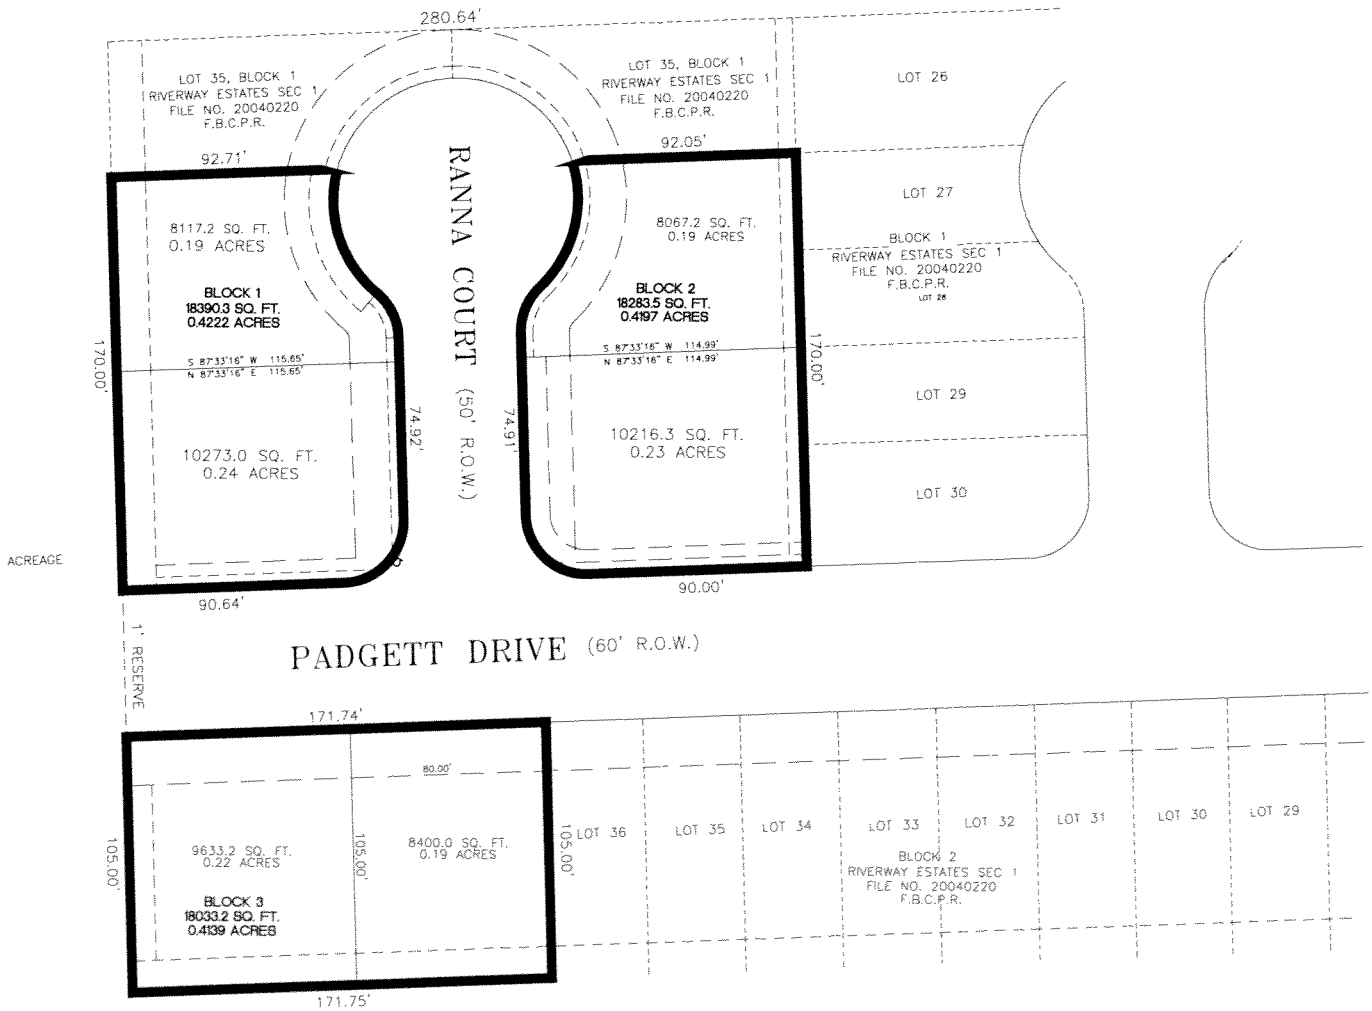 280.64'
LOT 35, BLOCK 1
RIVERWAY ESTATES SEC 1
FILE NO. 20040220
F.B.C.P.R.
LOT 35, BLOCK 1
RIVERWAY ESTATES SEC 1
FILE NO. 20040220
F.B.C.P.R.
LOT 26
92.71'
92.05'
RANNA COURT (50' R.O.W.)
LOT 27
8117.2 SQ. FT.
0.19 ACRES
8067.2 SQ. FT.
0.19 ACRES
BLOCK 1
RIVERWAY ESTATES SEC 1
FILE NO. 20040220
F.B.C.P.R.
LOT 28
BLOCK 1
18390.3 SQ. FT.
0.4222 ACRES
BLOCK 2
18283.5 SQ. FT.
0.4197 ACRES
170.00'
S 87°33'16" W 115.65'
N 87°33'16" E 115.65'
S 87°33'16" W 114.99'
N 87°33'16" E 114.99'
170.00'
LOT 29
74.92'
74.91'
10273.0 SQ. FT.
0.24 ACRES
10216.3 SQ. FT.
0.23 ACRES
LOT 30
ACREAGE
90.64'
90.00'
1' RESERVE
PADGETT DRIVE (60' R.O.W.)
171.74'
80.00'
105.00'
9633.2 SQ. FT.
0.22 ACRES
105.00'
8400.0 SQ. FT.
0.19 ACRES
105.00'
LOT 36
LOT 35
LOT 34
LOT 33
LOT 32
LOT 31
LOT 30
LOT 29
BLOCK 2
RIVERWAY ESTATES SEC 1
FILE NO. 20040220
F.B.C.P.R.
BLOCK 3
18033.2 SQ. FT.
0.4139 ACRES
171.75'